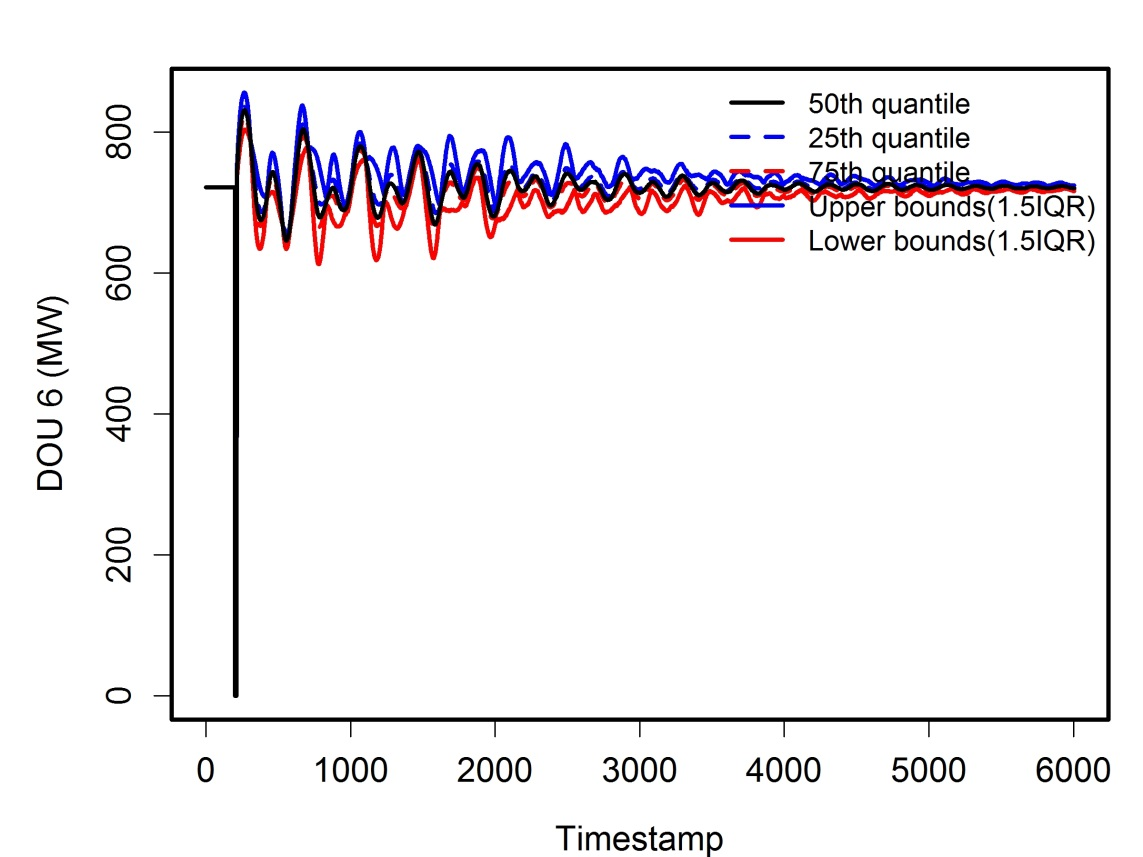 50th quantile
25th quantile
75th quantile
Upper bounds(1.5IQR)
Lower bounds(1.5IQR)
DOU 6 (MW)
800
600
400
200
0
0 1000 2000 3000 4000 5000 6000
Timestamp